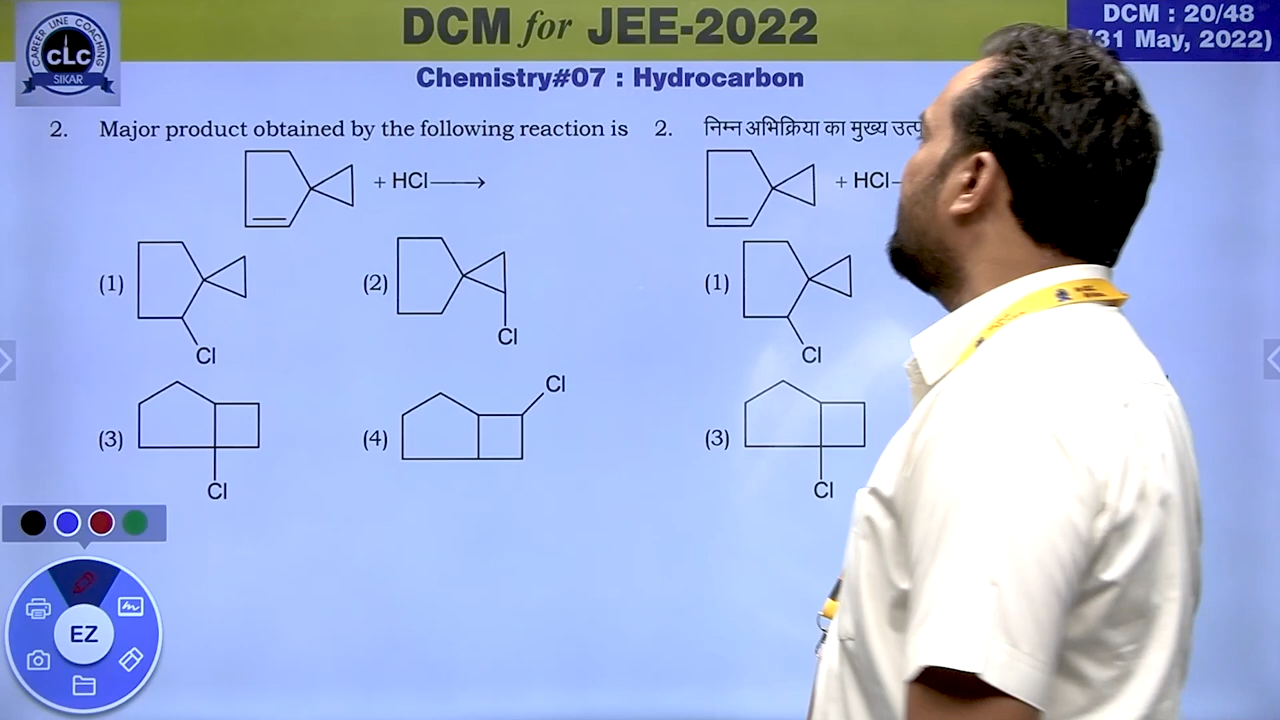 DCM for JEE-2022
DCM : 20/48
(31 May, 2022)
CAREER LINE COACHING
CLC
SIKAR
Chemistry#07 : Hydrocarbon
2. Major product obtained by the following reaction is
+ HCl
(1)
Cl
(2)
Cl
(3)
Cl
(4)
Cl
2. निम्न अभिक्रिया का मुख्य
+ HCl
(1)
Cl
(3)
Cl
EZ